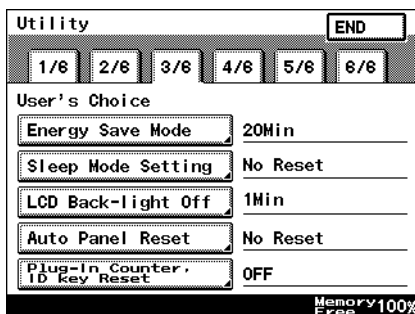 Utility END
1/6 2/6 3/6 4/6 5/6 6/6
User's Choice
Energy Save Mode 20Min
Sleep Mode Setting No Reset
LCD Back-light Off 1Min
Auto Panel Reset No Reset
Plug-In Counter,
ID key Reset OFF
Memory
Free 100%